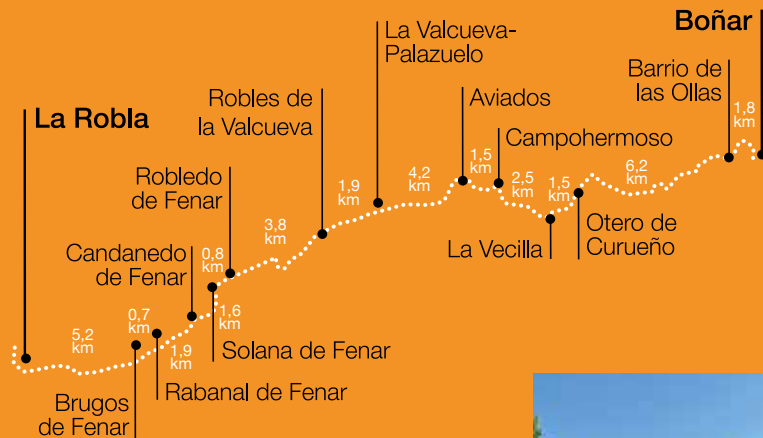 La Robla
5,2
km
Brugos
de Fenar
0,7
km
Rabanal de Fenar
1,9
km
Candanedo
de Fenar
1,6
km
Solana de Fenar
0,8
km
Robledo
de Fenar
3,8
km
Robles de
la Valcueva
1,9
km
La Valcueva-
Palazuelo
4,2
km
Aviados
1,5
km
Campohermoso
2,5
km
La Vecilla
1,5
km
Otero de
Curueño
6,2
km
Barrio de
las Ollas
1,8
km
Boñar